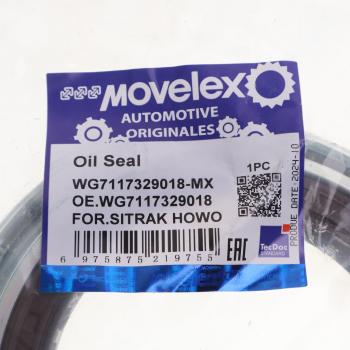 movelex
AUTOMOTIVE
ORIGINALES
Oil Seal
1PC
WG7117329018-MX
OE.WG7117329018
FOR.SITRAK HOWO
6 975875 219755
EAC
TecDoc
STANDARD
PRODUCE DATE:2024-10